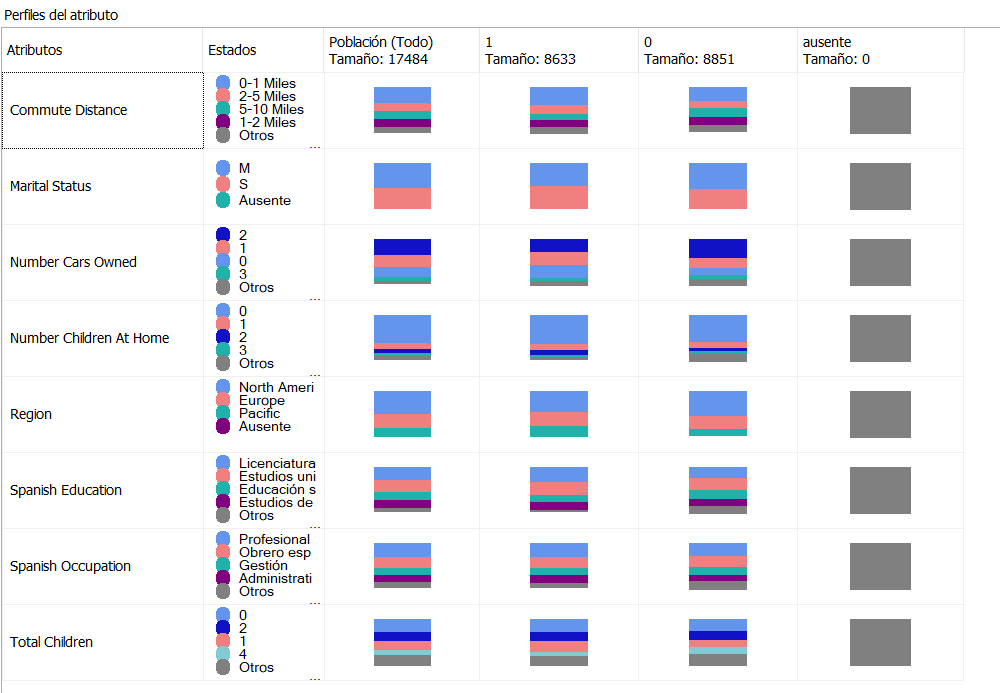 Perfiles del atributo
Atributos
Estados
Población (Todo)
Tamaño: 17484
1
Tamaño: 8633
0
Tamaño: 8851
ausente
Tamaño: 0
Commute Distance
0-1 Miles
2-5 Miles
5-10 Miles
1-2 Miles
Otros
...
Marital Status
M
S
Ausente
Number Cars Owned
2
1
0
3
Otros
...
Number Children At Home
0
1
2
3
Otros
...
Region
North Ameri
Europe
Pacific
Ausente
Spanish Education
Licenciatura
Estudios uni
Educación s
Estudios de
Otros
...
Spanish Occupation
Profesional
Obrero esp
Gestión
Administrati
Otros
...
Total Children
0
2
1
4
Otros
...